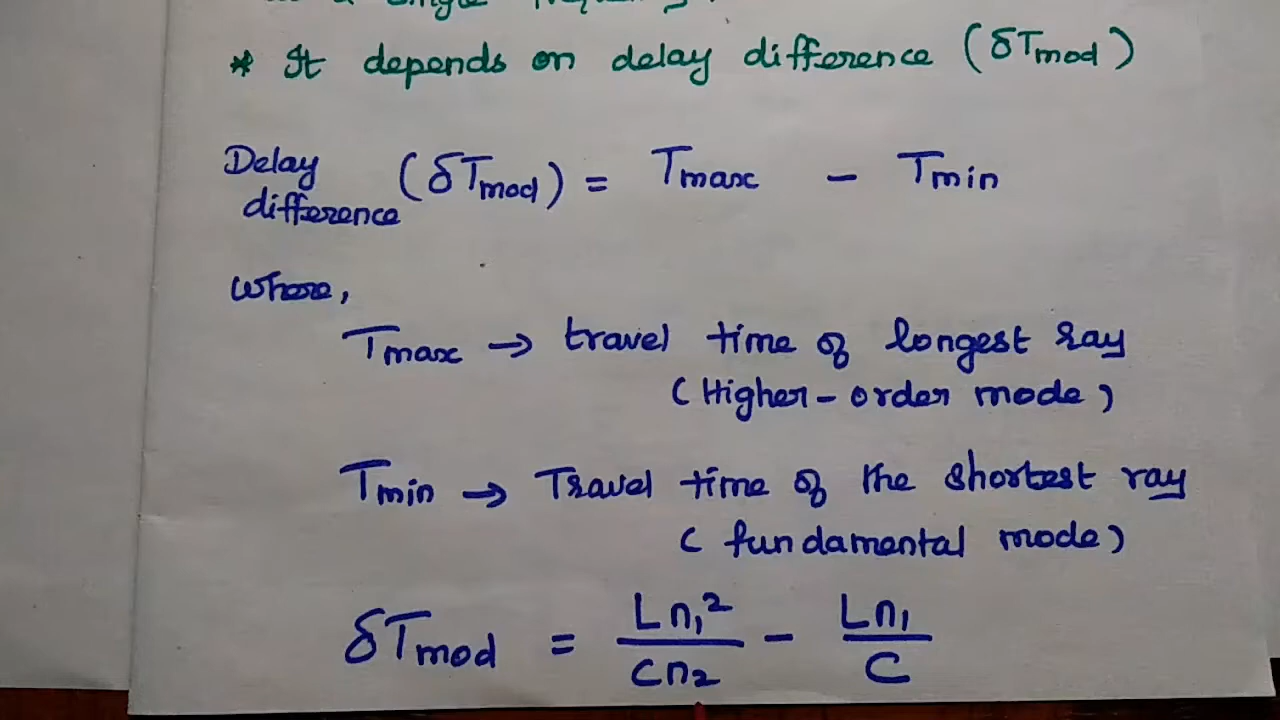 single
* It depends on delay difference (δTmod)
Delay difference (δTmod) = Tmax - Tmin
where,
Tmax → travel time of longest ray
(Higher-order mode)
Tmin → Travel time of the shortest ray
(fundamental mode)
δTmod = Ln₁²/cn₂ - Ln₁/C